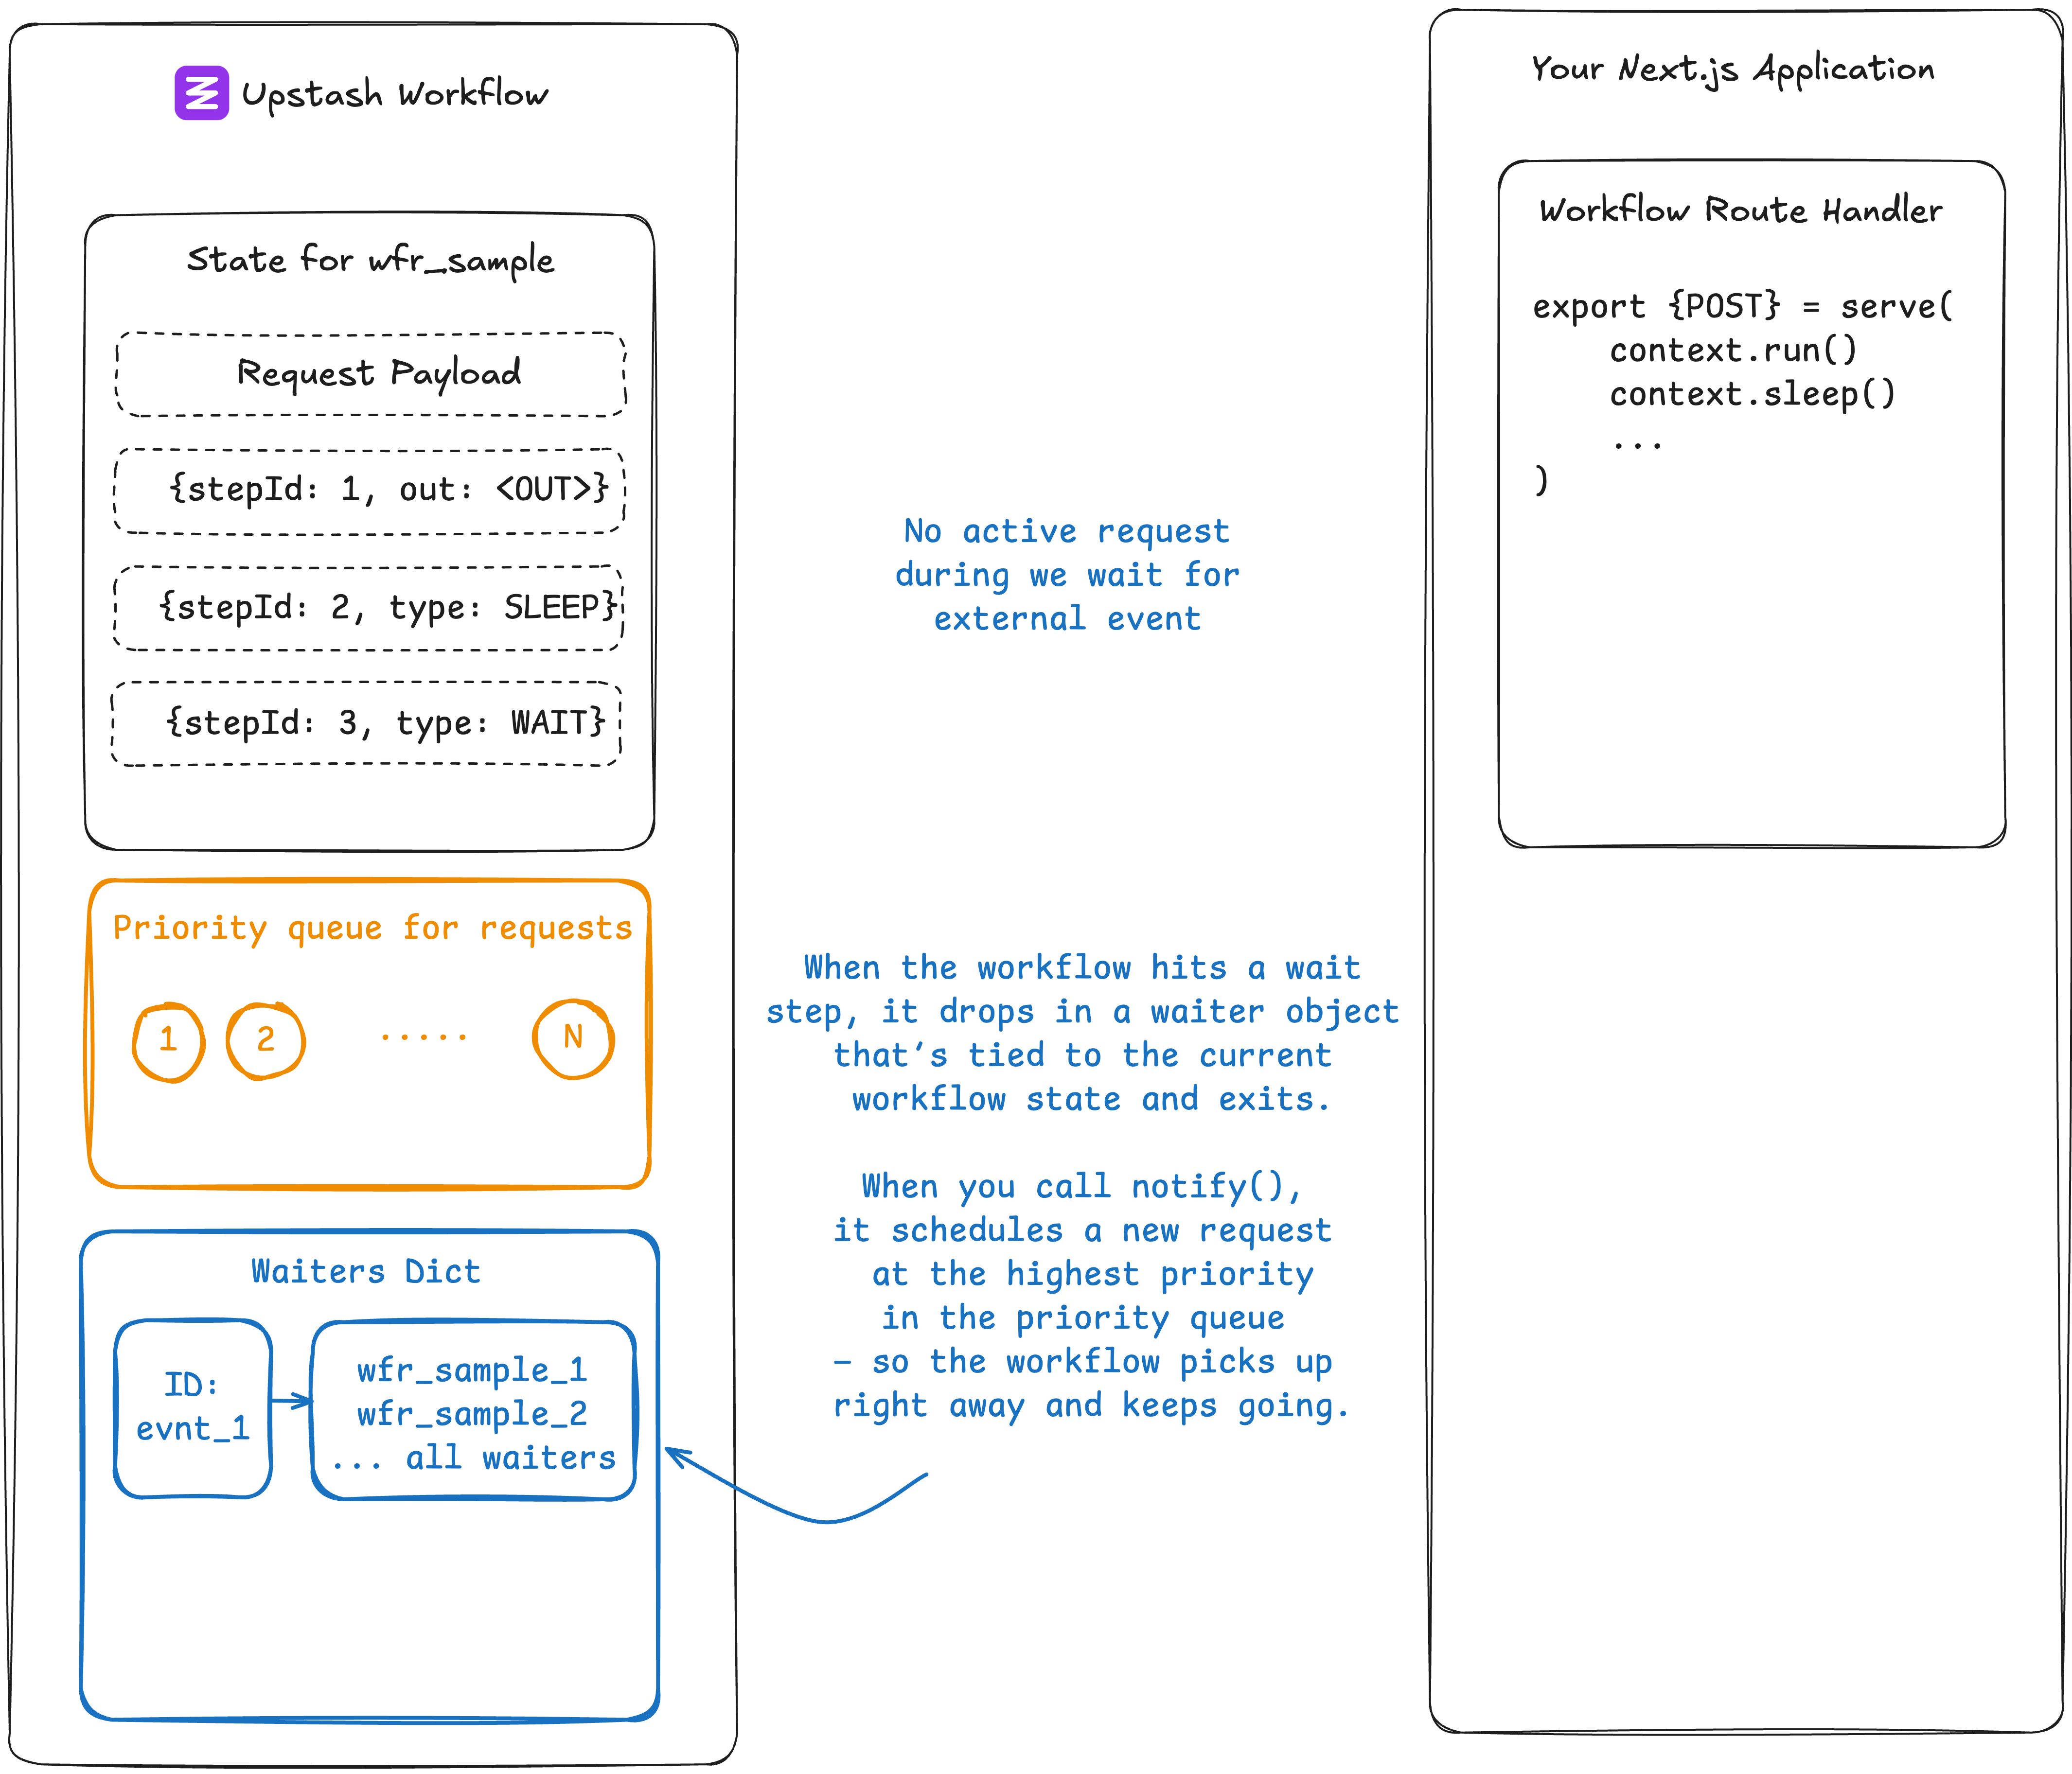 Upstash Workflow
State for wfr_sample
Request Payload
{stepId: 1, out: <OUT>}
{stepId: 2, type: SLEEP}
{stepId: 3, type: WAIT}
Priority queue for requests
1
2
.....
N
Waiters Dict
ID:
evnt_1
wfr_sample_1
wfr_sample_2
... all waiters
No active request
during we wait for
external event
When the workflow hits a wait
step, it drops in a waiter object
that's tied to the current
workflow state and exits.
When you call notify(),
it schedules a new request
at the highest priority
in the priority queue
– so the workflow picks up
right away and keeps going.
Your Next.js Application
Workflow Route Handler
export {POST} = serve(
context.run()
context.sleep()
...
)